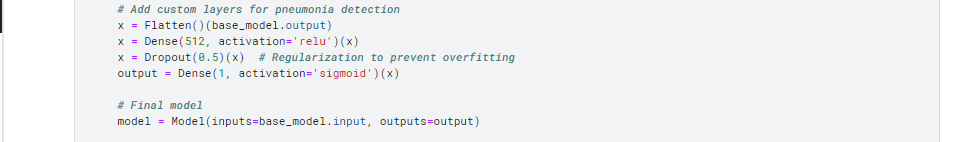 # Add custom layers for pneumonia detection
x = Flatten()(base_model.output)
x = Dense(512, activation='relu')(x)
x = Dropout(0.5)(x)  # Regularization to prevent overfitting
output = Dense(1, activation='sigmoid')(x)
# Final model
model = Model(inputs=base_model.input, outputs=output)